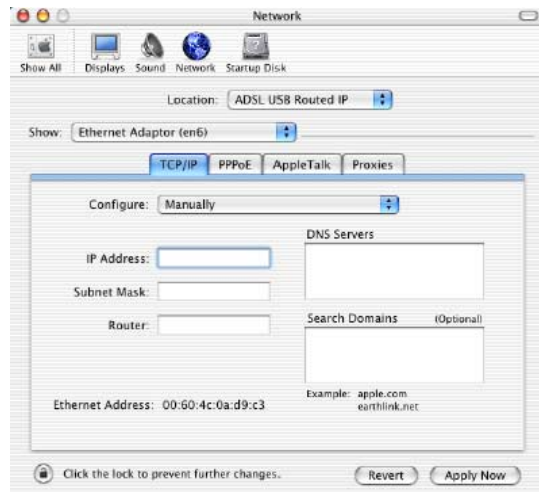 Network
Show All Displays Sound Network Startup Disk
Location: ADSL USB Routed IP
Show: Ethernet Adaptor (en6)
TCP/IP PPPoE AppleTalk Proxies
Configure: Manually
DNS Servers
IP Address:
Subnet Mask:
Router:
Search Domains (Optional)
Ethernet Address: 00:60:4c:0a:d9:c3
Example: apple.com
earthlink.net
Click the lock to prevent further changes.
Revert Apply Now